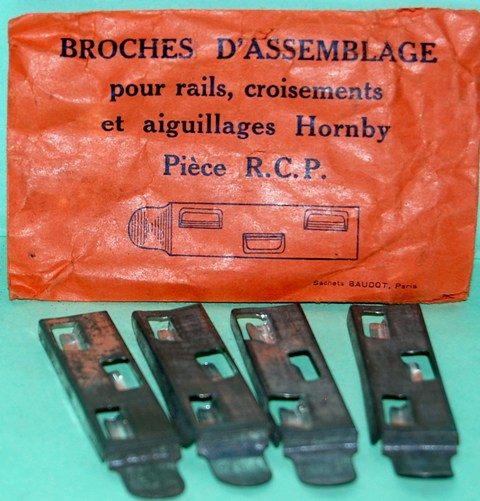 BROCHES D'ASSEMBLAGE
pour rails, croisements
et aiguillages Hornby
Pièce R.C.P.
Sachets BAUDOT, Paris